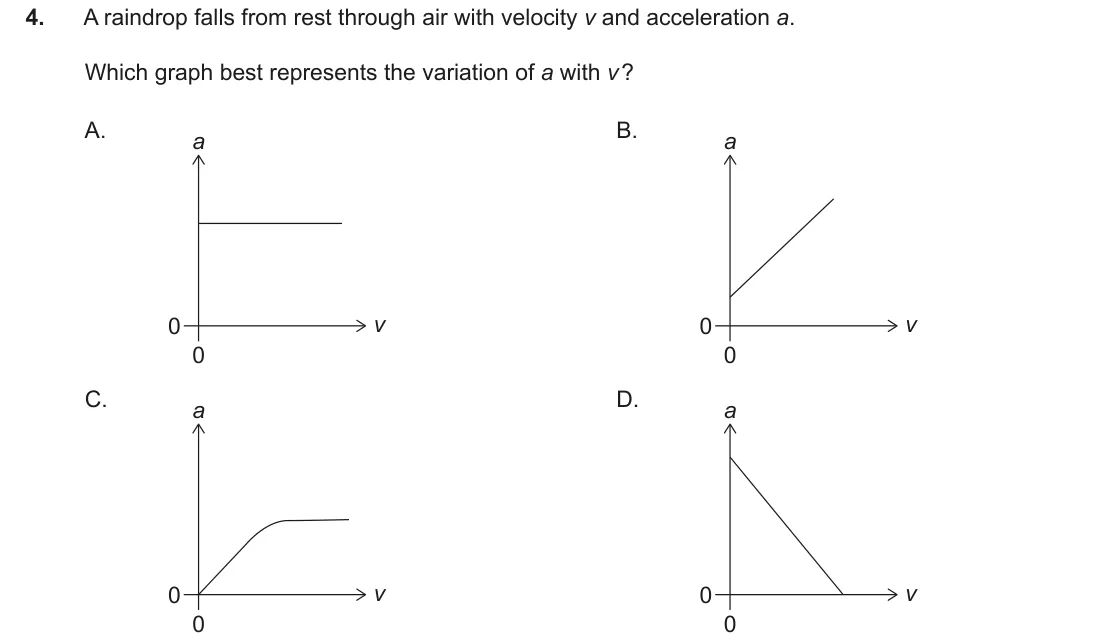 4. A raindrop falls from rest through air with velocity v and acceleration a.
Which graph best represents the variation of a with v?
A.
a
0
v
0
B.
a
0
v
0
C.
a
0
v
0
D.
a
0
v
0